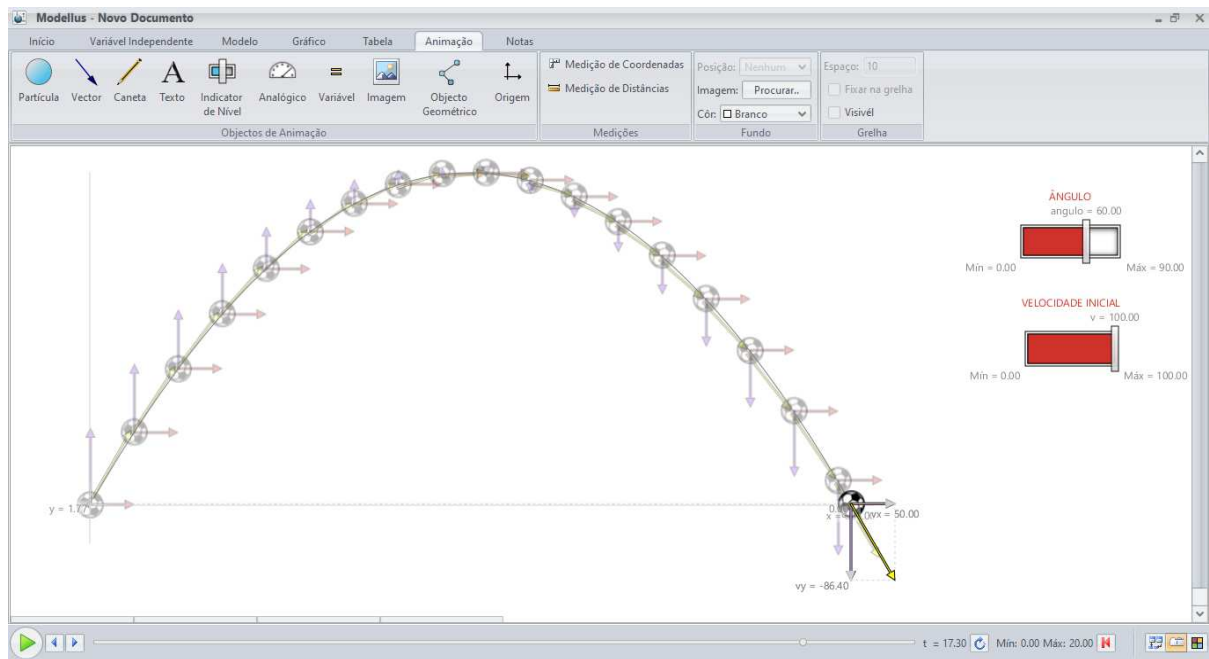 Modellus - Novo Documento
Início Variável Independente Modelo Gráfico Tabela Animação Notas
Partícula Vector Caneta Texto Indicator de Nível Analógico Variável Imagem Objecto Geométrico Origem
Objectos de Animação
Medição de Coordenadas
Medição de Distâncias
Medições
Posição: Nenhum
Imagem: Procurar..
Côr: Branco
Fundo
Espaço: 10
Fixar na grelha
Visivél
Grelha
ÂNGULO
angulo = 60.00
Mín = 0.00 Máx = 90.00
VELOCIDADE INICIAL
v = 100.00
Mín = 0.00 Máx = 100.00
y = 1.77
x =
vx = 50.00
vy = -86.40
t = 17.30 Mín: 0.00 Máx: 20.00